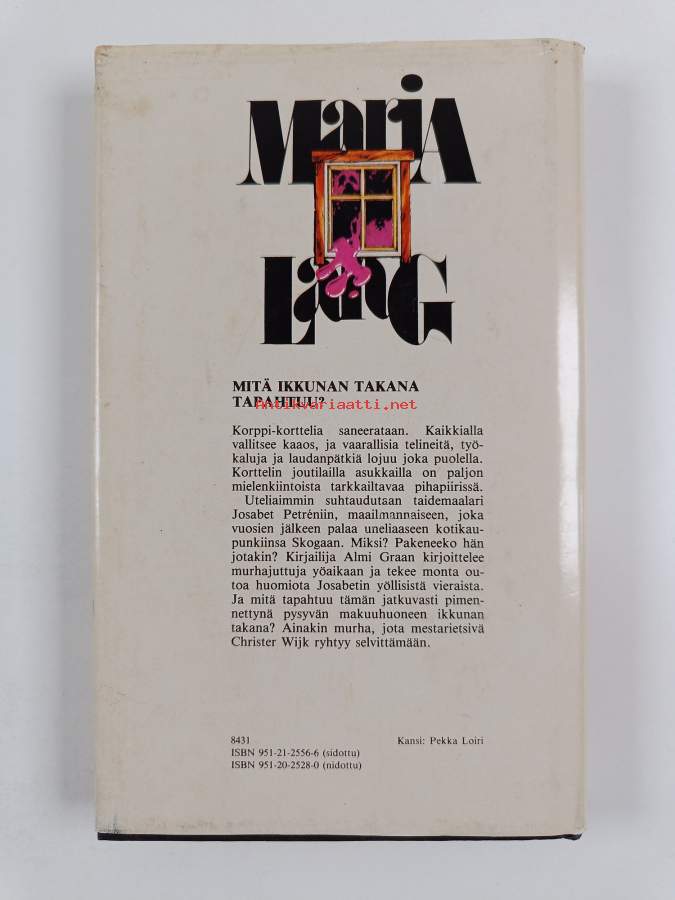 MariA
LanG
MITÄ IKKUNAN TAKANA
TAPAHTUU?
Antikvariaatti.net
Korppi-korttelia saneerataan. Kaikkialla
vallitsee kaaos, ja vaarallisia telineitä, työ-
kaluja ja laudanpätkiä lojuu joka puolella.
Korttelin joutilailla asukkailla on paljon
mielenkiintoista tarkkailtavaa pihapiirissä.
Uteliaimmin suhtaudutaan taidemaalari
Josabet Petréniin, maailmannaiseen, joka
vuosien jälkeen palaa uneliaaseen kotikau-
punkiinsa Skogaan. Miksi? Pakeneeko hän
jotakin? Kirjailija Almi Graan kirjoittelee
murhajuttuja yöaikaan ja tekee monta ou-
toa huomiota Josabetin yöllisistä vieraista.
Ja mitä tapahtuu tämän jatkuvasti pimen-
nettynä pysyvän makuuhuoneen ikkunan
takana? Ainakin murha, jota mestarietsivä
Christer Wijk ryhtyy selvittämään.
8431 Kansi: Pekka Loiri
ISBN 951-21-2556-6 (sidottu)
ISBN 951-20-2528-0 (nidottu)